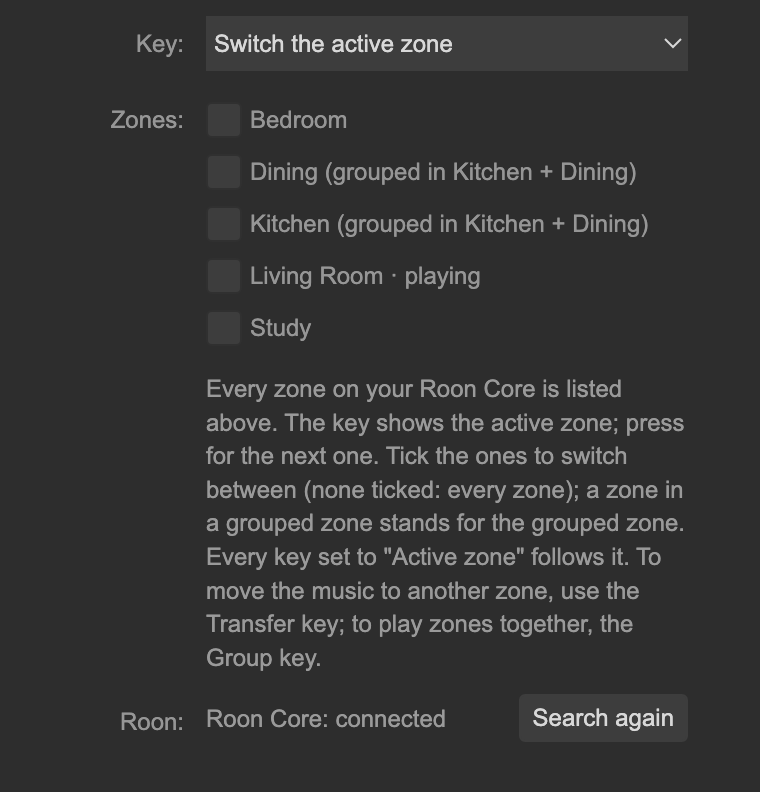 Key: Switch the active zone
Zones: Bedroom
Dining (grouped in Kitchen + Dining)
Kitchen (grouped in Kitchen + Dining)
Living Room · playing
Study
Every zone on your Roon Core is listed
above. The key shows the active zone; press
for the next one. Tick the ones to switch
between (none ticked: every zone); a zone in
a grouped zone stands for the grouped zone.
Every key set to "Active zone" follows it. To
move the music to another zone, use the
Transfer key; to play zones together, the
Group key.
Roon: Roon Core: connected Search again